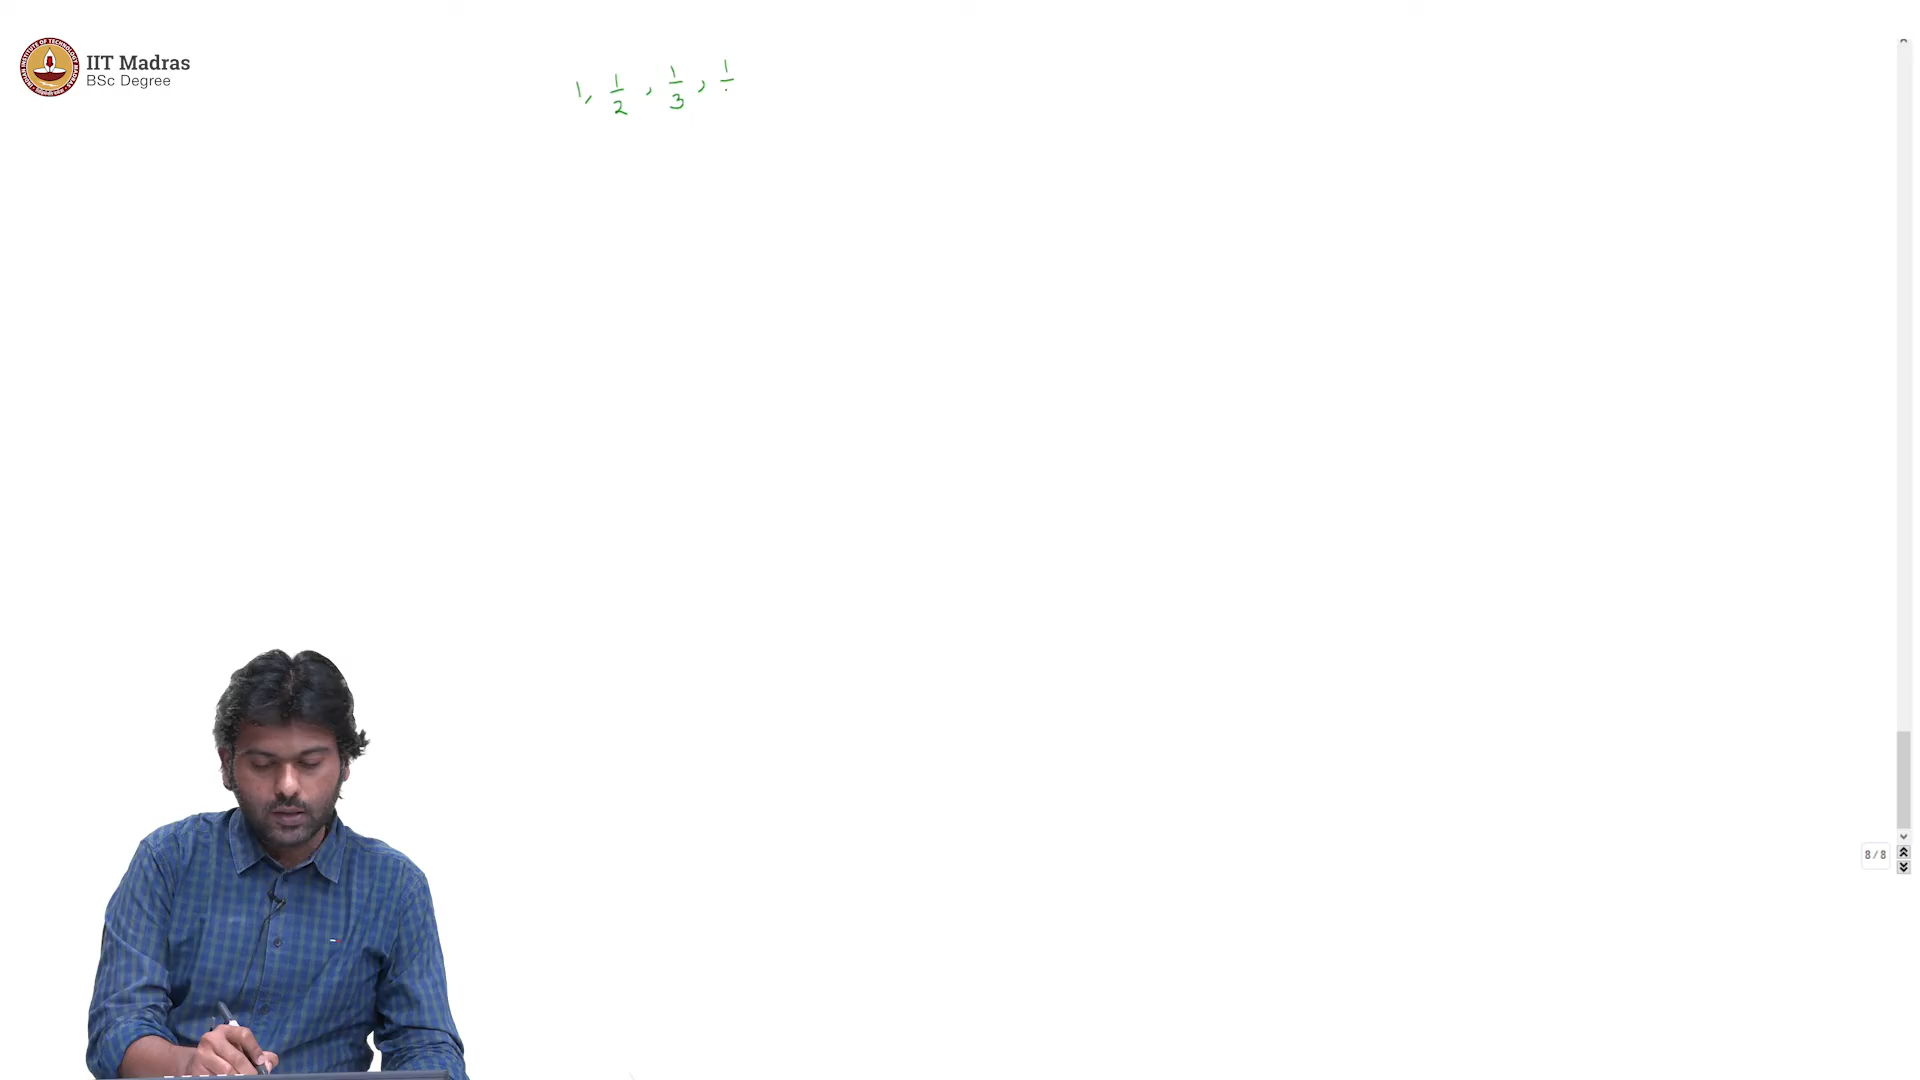 IIT Madras
BSc Degree
1, 1/2, 1/3, 1/
8/8